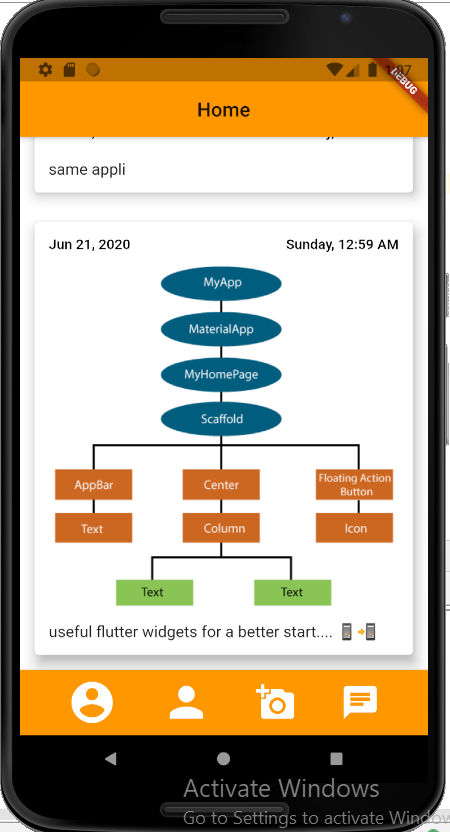 DEBUG
Home
same appli
Jun 21, 2020 Sunday, 12:59 AM
MyApp
MaterialApp
MyHomePage
Scaffold
AppBar Center Floating Action
Button
Text Column Icon
Text Text
useful flutter widgets for a better start....
Activate Windows
Go to Settings to activate Window